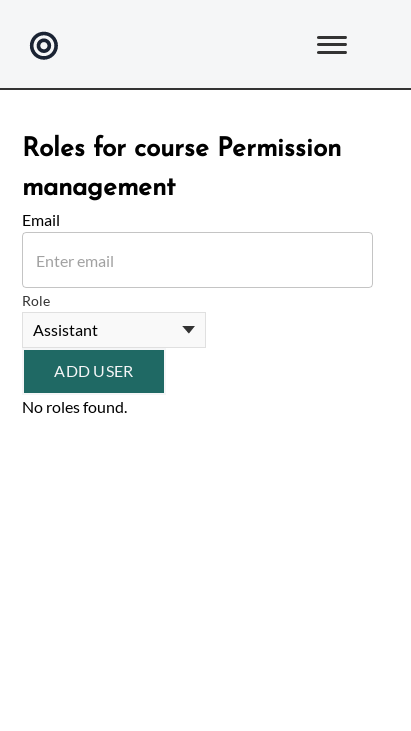 Roles for course Permission
management
Email
Enter email
Role
Assistant
ADD USER
No roles found.